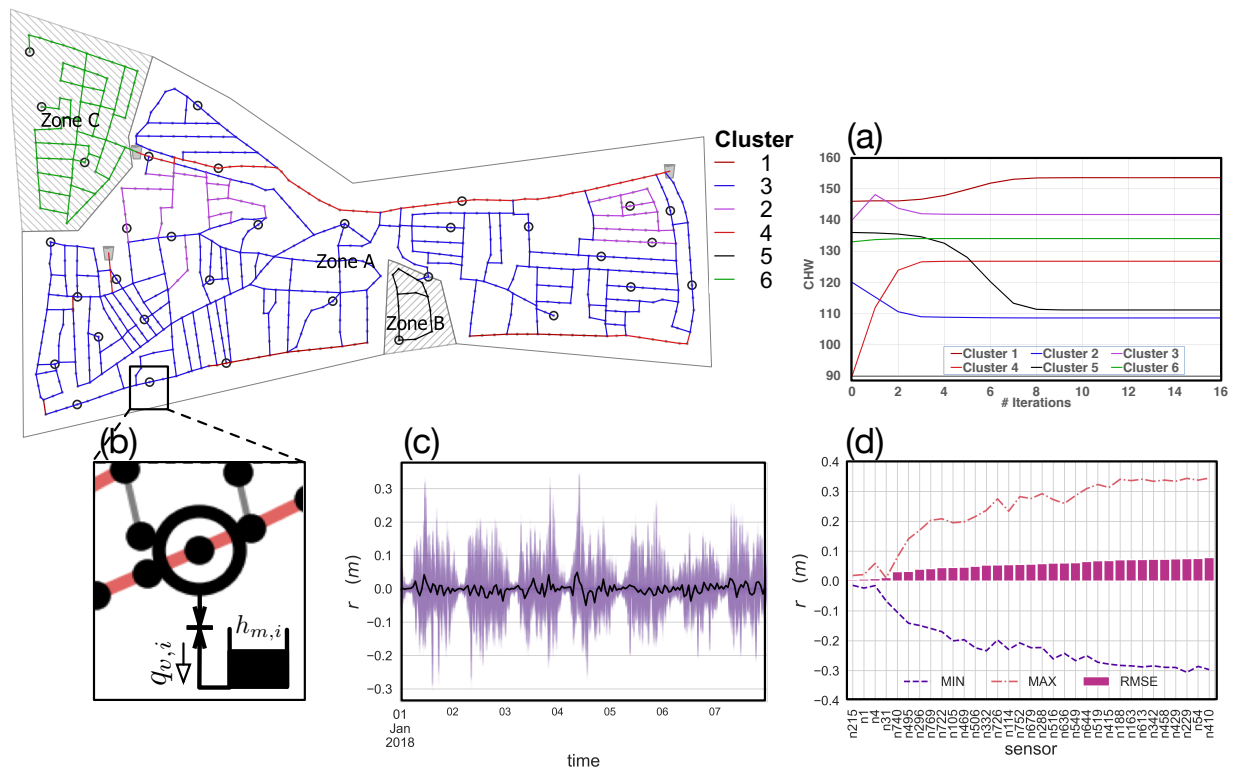 Zone C
Zone A
Zone B
Cluster
1
3
2
4
5
6
(a)
160
150
140
130
120
110
100
90
CHW
0 2 4 6 8 10 12 14 16
# Iterations
Cluster 1 Cluster 2 Cluster 3
Cluster 4 Cluster 5 Cluster 6
(b)
h_{m,i}
q_{v,i}
(c)
0.3
0.2
0.1
0.0
−0.1
−0.2
−0.3
r (m)
01 02 03 04 05 06 07
Jan
2018
time
(d)
0.4
0.3
0.2
0.1
0.0
−0.1
−0.2
−0.3
−0.4
r (m)
MIN MAX RMSE
n215 n1 n4 n31 n740 n495 n296 n769 n722 n105 n469 n506 n332 n726 n114 n752 n679 n288 n516 n636 n549 n644 n519 n415 n188 n163 n613 n342 n458 n429 n229 n54 n410
sensor